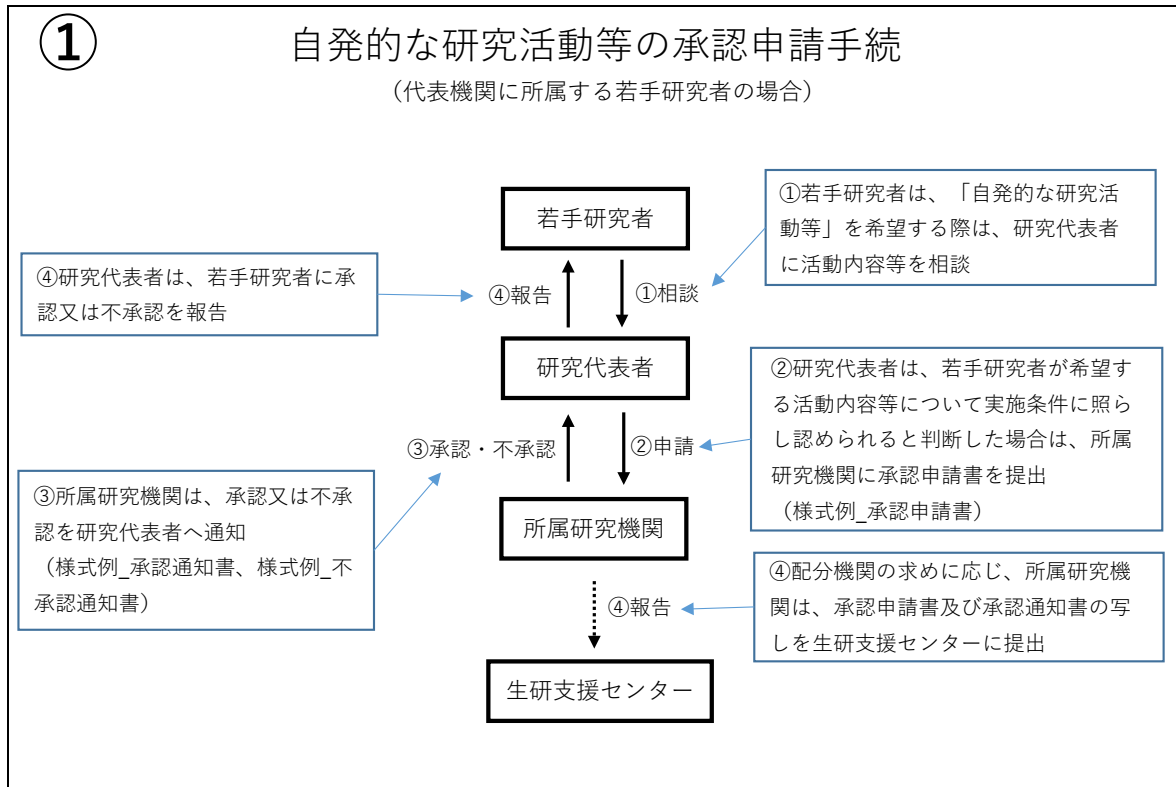 ①
自発的な研究活動等の承認申請手続
（代表機関に所属する若手研究者の場合）
若手研究者
①若手研究者は、「自発的な研究活
動等」を希望する際は、研究代表者
に活動内容等を相談
④研究代表者は、若手研究者に承
認又は不承認を報告
④報告
①相談
研究代表者
②研究代表者は、若手研究者が希望す
る活動内容等について実施条件に照ら
し認められると判断した場合は、所属
研究機関に承認申請書を提出
（様式例_承認申請書）
③承認・不承認
②申請
③所属研究機関は、承認又は不承
認を研究代表者へ通知
（様式例_承認通知書、様式例_不
承認通知書）
所属研究機関
④配分機関の求めに応じ、所属研究機
関は、承認申請書及び承認通知書の写
しを生研支援センターに提出
④報告
生研支援センター